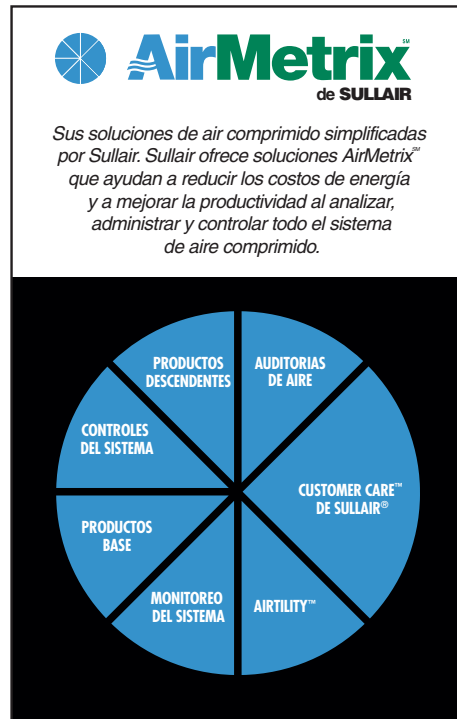 AirMetrix℠
de SULLAIR
Sus soluciones de air comprimido simplificadas
por Sullair. Sullair ofrece soluciones AirMetrix℠
que ayudan a reducir los costos de energía
y a mejorar la productividad al analizar,
administrar y controlar todo el sistema
de aire comprimido.
PRODUCTOS
DESCENDENTES
AUDITORIAS
DE AIRE
CONTROLES
DEL SISTEMA
CUSTOMER CARE™
DE SULLAIR®
PRODUCTOS
BASE
MONITOREO
DEL SISTEMA
AIRTILITY™